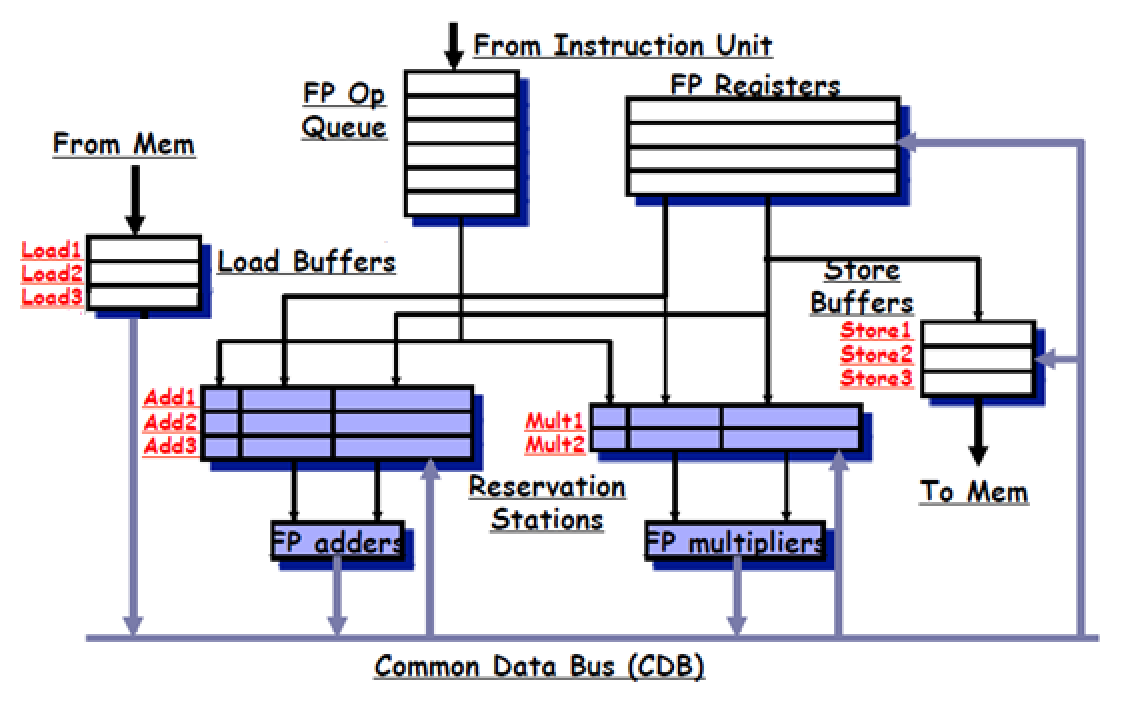 From Instruction Unit
FP Op
Queue
FP Registers
From Mem
Load1
Load2
Load3
Load Buffers
Store
Buffers
Store1
Store2
Store3
Add1
Add2
Add3
Mult1
Mult2
Reservation
Stations
To Mem
FP adders
FP multipliers
Common Data Bus (CDB)